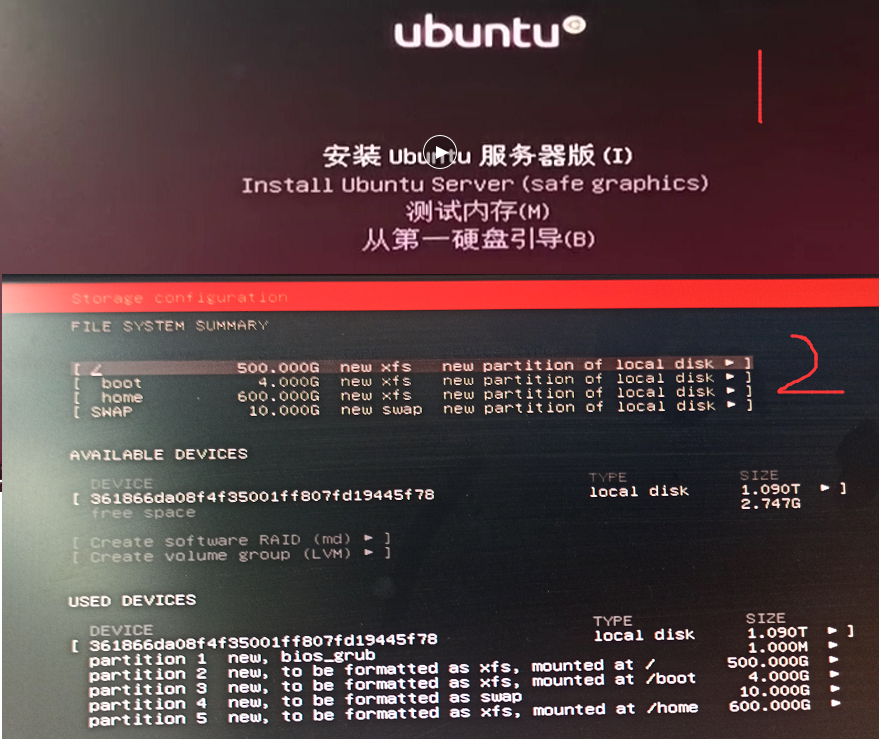 ubuntu
安装 Ubuntu 服务器版(I)
Install Ubuntu Server (safe graphics)
测试内存(M)
从第一硬盘引导(B)
Storage configuration
FILE SYSTEM SUMMARY
[ / 500.000G new xfs new partition of local disk ► ]
[ boot 4.000G new xfs new partition of local disk ► ]
[ home 600.000G new xfs new partition of local disk ► ]
[ SWAP 10.000G new swap new partition of local disk ► ]
2
AVAILABLE DEVICES
DEVICE TYPE SIZE
[ 361866da08f4f35001ff807fd19445f78 local disk 1.090T ► ]
free space 2.747G
[ Create software RAID (md) ► ]
[ Create volume group (LVM) ► ]
USED DEVICES
DEVICE TYPE SIZE
[ 361866da08f4f35001ff807fd19445f78 local disk 1.090T ► ]
partition 1 new, bios_grub 1.000M ►
partition 2 new, to be formatted as xfs, mounted at / 500.000G ►
partition 3 new, to be formatted as xfs, mounted at /boot 4.000G ►
partition 4 new, to be formatted as swap 10.000G ►
partition 5 new, to be formatted as xfs, mounted at /home 600.000G ►